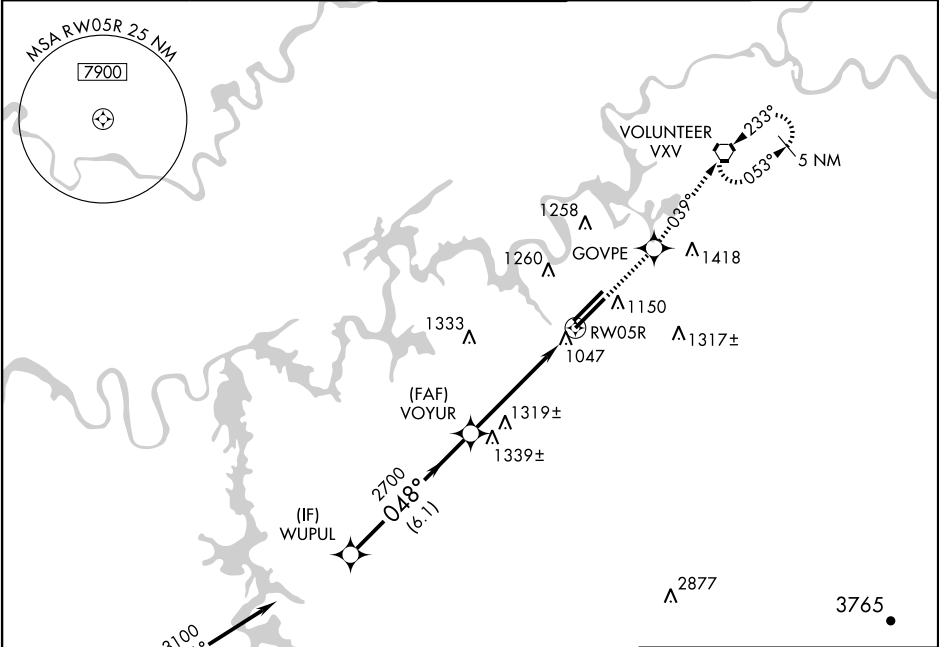 MSA RW05R 25 NM
7900
VOLUNTEER
VXV
233°
053°
5 NM
039°
1258
GOVPE
1418
1260
1150
RW05R
1333
1317±
1047
(FAF)
VOYUR
1319±
1339±
2700
048°
(6.1)
(IF)
WUPUL
2877
3765
3100